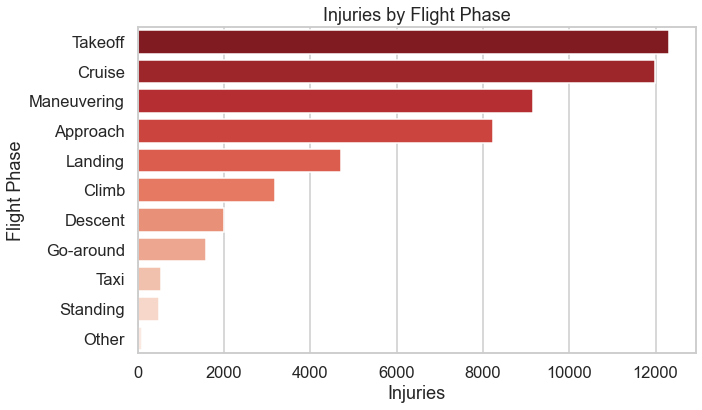 Injuries by Flight Phase
Flight Phase
Takeoff
Cruise
Maneuvering
Approach
Landing
Climb
Descent
Go-around
Taxi
Standing
Other
0 2000 4000 6000 8000 10000 12000
Injuries